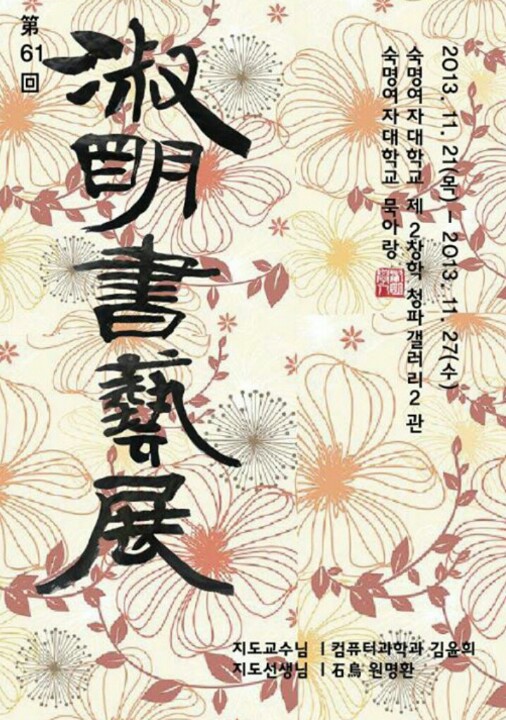 第
61
回
淑明書藝展
2013. 11. 21(목) - 2013. 11. 27(수)
숙명여자대학교 제2창학 청파갤러리2관
숙명여자대학교 묵아랑
지도교수님 | 컴퓨터과학과 김윤희
지도선생님 | 石鳥 원명환